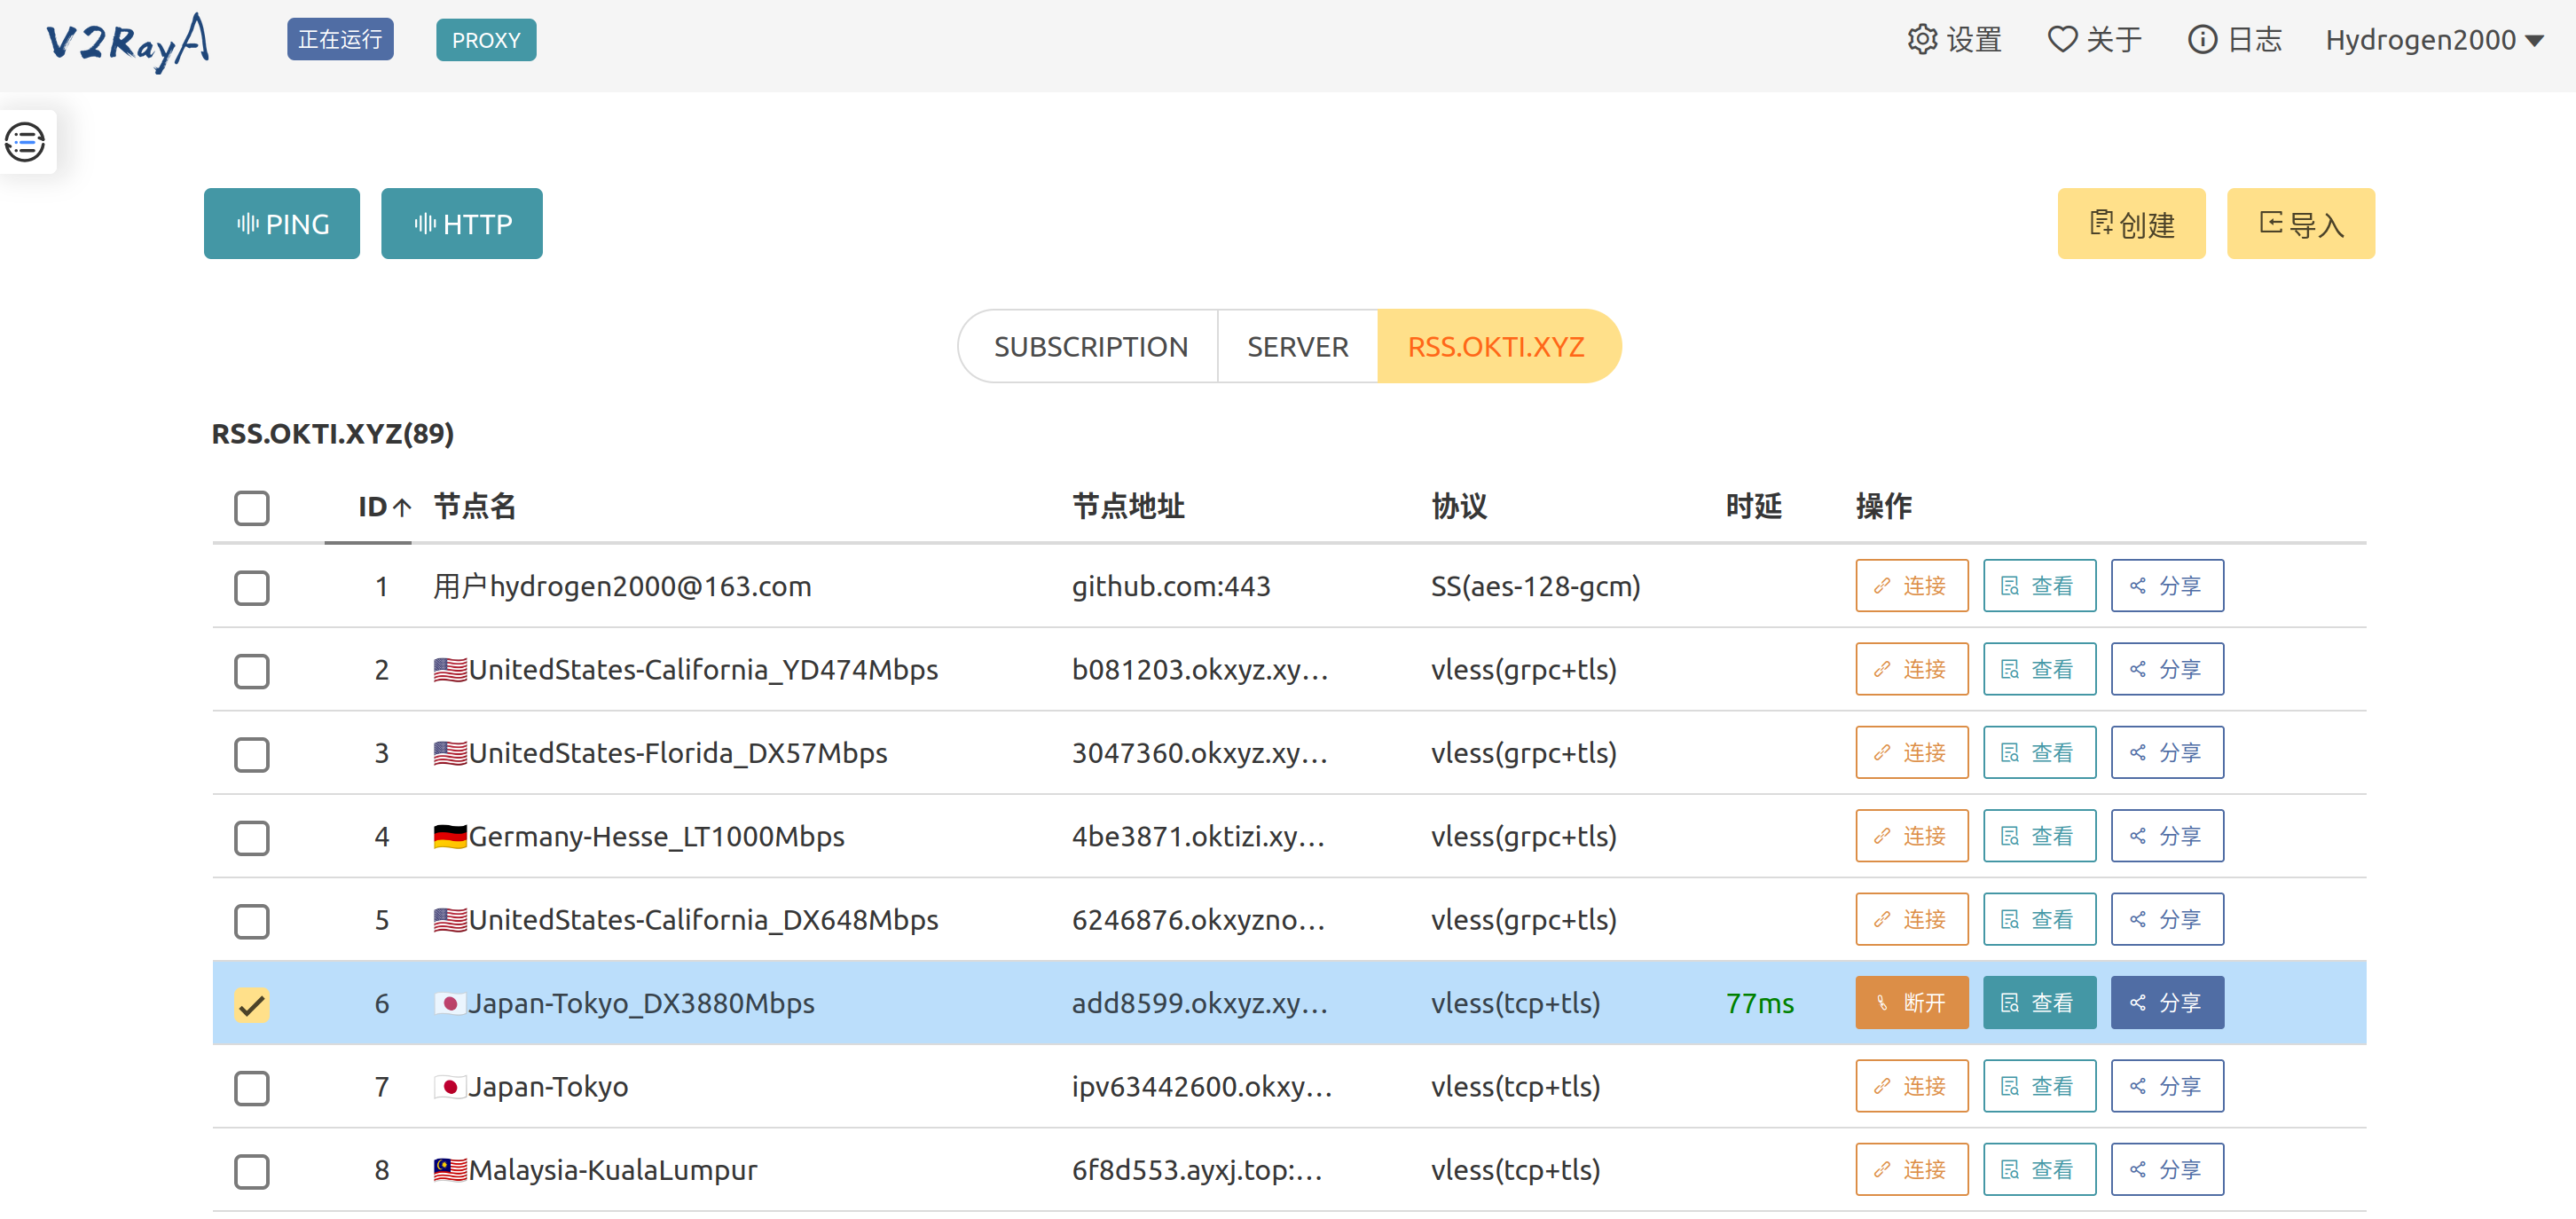 V2RayA 正在运行 PROXY 设置 关于 日志 Hydrogen2000
PING HTTP 创建 导入
SUBSCRIPTION SERVER RSS.OKTI.XYZ
RSS.OKTI.XYZ(89)
ID 节点名 节点地址 协议 时延 操作
1 用户hydrogen2000@163.com github.com:443 SS(aes-128-gcm) 连接 查看 分享
2 UnitedStates-California_YD474Mbps b081203.okxyz.xy... vless(grpc+tls) 连接 查看 分享
3 UnitedStates-Florida_DX57Mbps 3047360.okxyz.xy... vless(grpc+tls) 连接 查看 分享
4 Germany-Hesse_LT1000Mbps 4be3871.oktizi.xy... vless(grpc+tls) 连接 查看 分享
5 UnitedStates-California_DX648Mbps 6246876.okxyzno... vless(grpc+tls) 连接 查看 分享
6 Japan-Tokyo_DX3880Mbps add8599.okxyz.xy... vless(tcp+tls) 77ms 断开 查看 分享
7 Japan-Tokyo ipv63442600.okxy... vless(tcp+tls) 连接 查看 分享
8 Malaysia-KualaLumpur 6f8d553.ayxj.top:... vless(tcp+tls) 连接 查看 分享